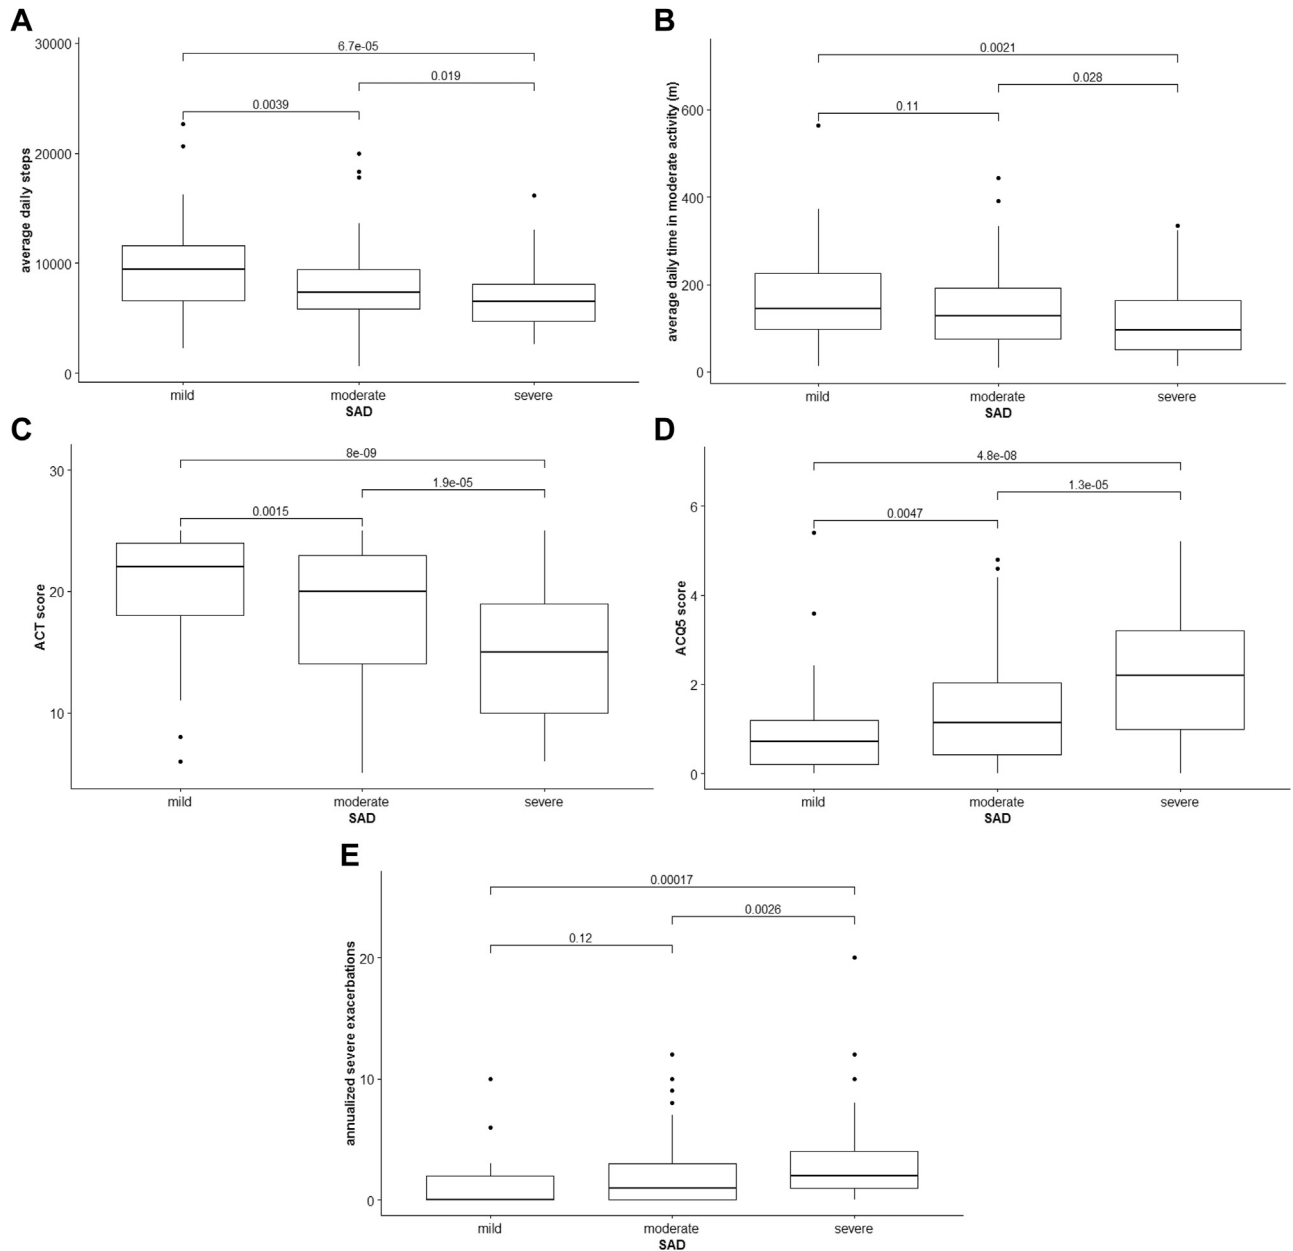 A
average daily steps
30000
20000
10000
0
6.7e-05
0.019
0.0039
mild
moderate
severe
SAD
B
average daily time in moderate activity (m)
600
400
200
0
0.0021
0.028
0.11
mild
moderate
severe
SAD
C
ACT score
30
20
10
8e-09
1.9e-05
0.0015
mild
moderate
severe
SAD
D
ACQ5 score
6
4
2
0
4.8e-08
1.3e-05
0.0047
mild
moderate
severe
SAD
E
annualized severe exacerbations
20
10
0
0.00017
0.0026
0.12
mild
moderate
severe
SAD